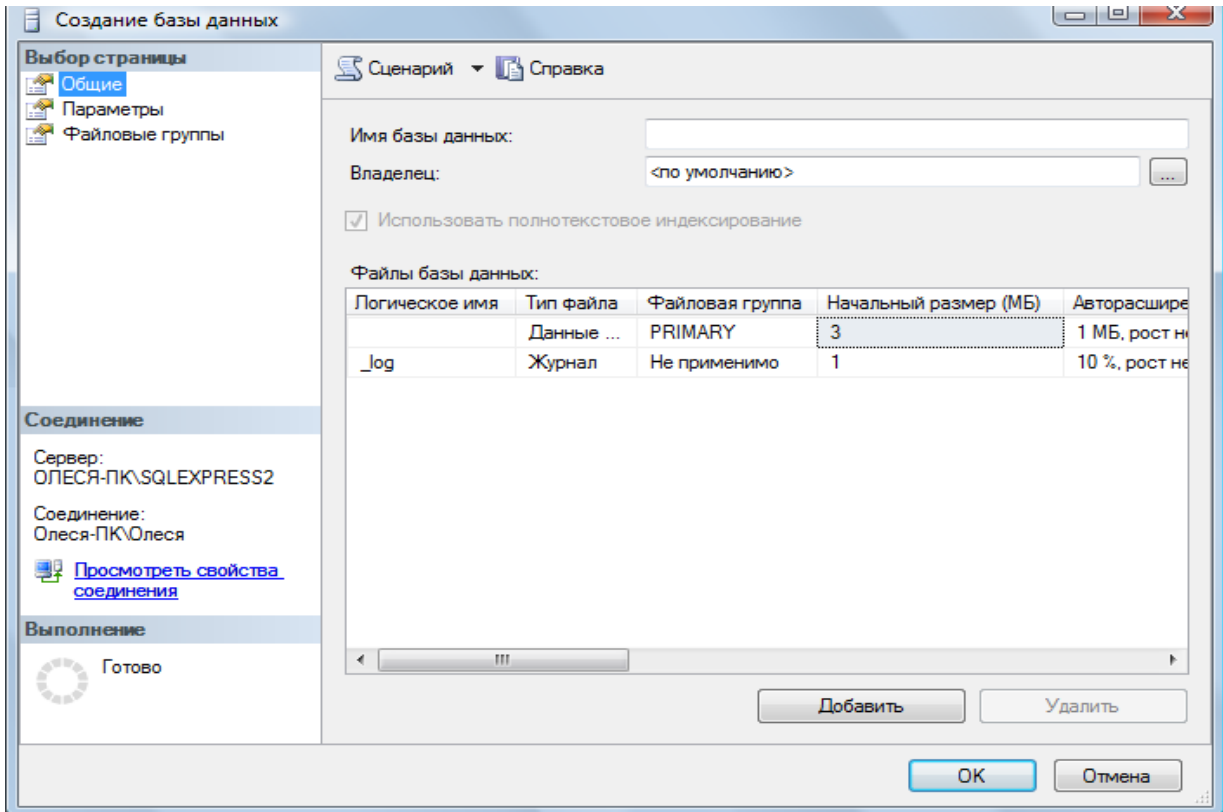 Создание базы данных
Выбор страницы
Общие
Параметры
Файловые группы
Сценарий Справка
Имя базы данных:
Владелец: <по умолчанию> ...
Использовать полнотекстовое индексирование
Файлы базы данных:
Логическое имя Тип файла Файловая группа Начальный размер (МБ) Авторасшире
Данные ... PRIMARY 3 1 МБ, рост н
_log Журнал Не применимо 1 10 %, рост не
Соединение
Сервер:
ОЛЕСЯ-ПК\SQLEXPRESS2
Соединение:
Олеся-ПК\Олеся
Просмотреть свойства
соединения
Выполнение
Готово
Добавить Удалить
OK Отмена